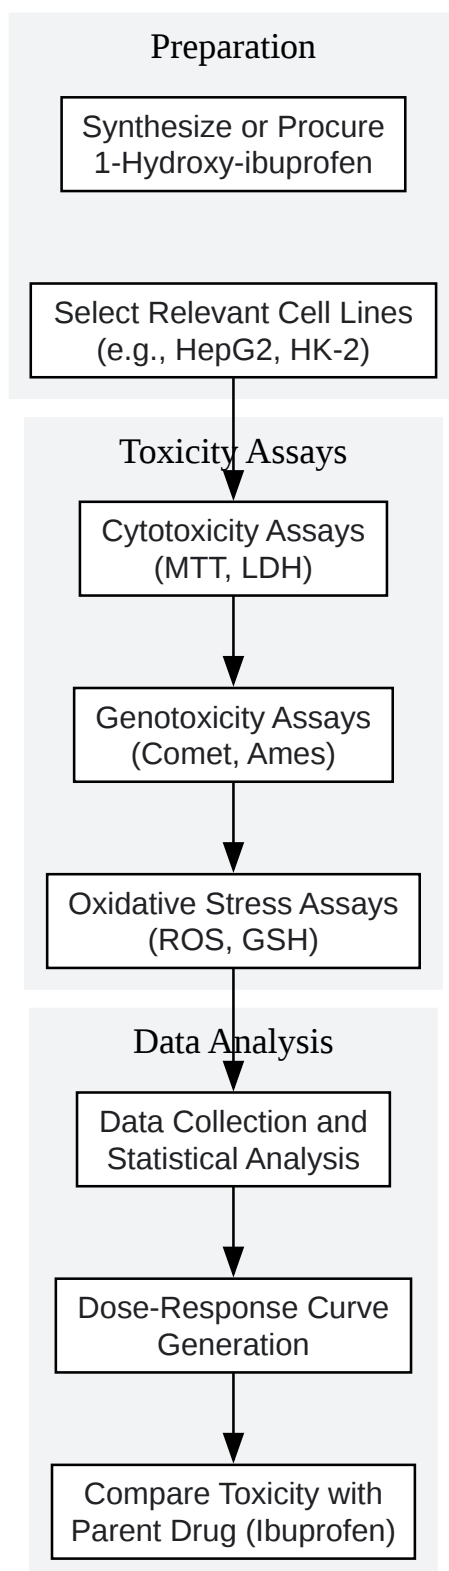 Preparation
Synthesize or Procure
1-Hydroxy-ibuprofen
Select Relevant Cell Lines
(e.g., HepG2, HK-2)
Toxicity Assays
Cytotoxicity Assays
(MTT, LDH)
Genotoxicity Assays
(Comet, Ames)
Oxidative Stress Assays
(ROS, GSH)
Data Analysis
Data Collection and
Statistical Analysis
Dose-Response Curve
Generation
Compare Toxicity with
Parent Drug (Ibuprofen)